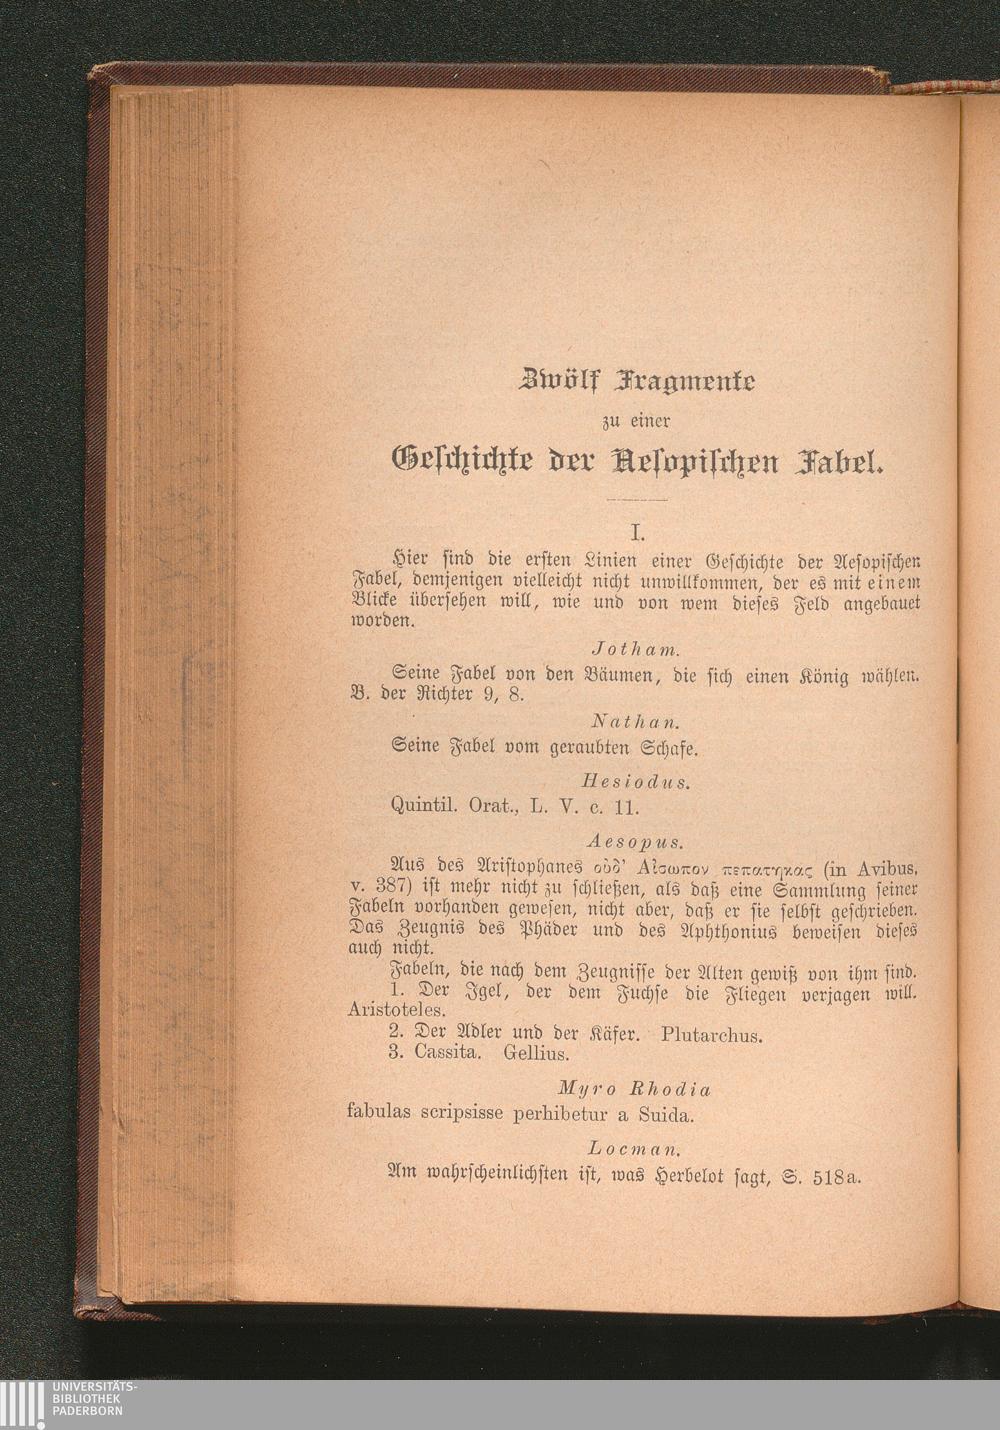 Zwölf Fragmente
zu einer
Geschichte der Aesopischen Fabel.
I.
Hier sind die ersten Linien einer Geschichte der Aesopischen
Fabel, demjenigen vielleicht nicht unwillkommen, der es mit einem
Blicke übersehen will, wie und von wem dieses Feld angebauet
worden.
Jotham.
Seine Fabel von den Bäumen, die sich einen König wählen.
B. der Richter 9, 8.
Nathan.
Seine Fabel vom geraubten Schafe.
Hesiodus.
Quintil. Orat., L. V. c. 11.
Aesopus.
Aus des Aristophanes οὐδ' Αἴσωπον πεπατηκας (in Avibus,
v. 387) ist mehr nicht zu schließen, als daß eine Sammlung seiner
Fabeln vorhanden gewesen, nicht aber, daß er sie selbst geschrieben.
Das Zeugnis des Phäder und des Aphthonius beweisen dieses
auch nicht.
Fabeln, die nach dem Zeugnisse der Alten gewiß von ihm sind.
1. Der Igel, der dem Fuchse die Fliegen verjagen will.
Aristoteles.
2. Der Adler und der Käfer. Plutarchus.
3. Cassita. Gellius.
Myro Rhodia
fabulas scripsisse perhibetur a Suida.
Locman.
Am wahrscheinlichsten ist, was Herbelot sagt, S. 518a.
UNIVERSITÄTS-
BIBLIOTHEK
PADERBORN